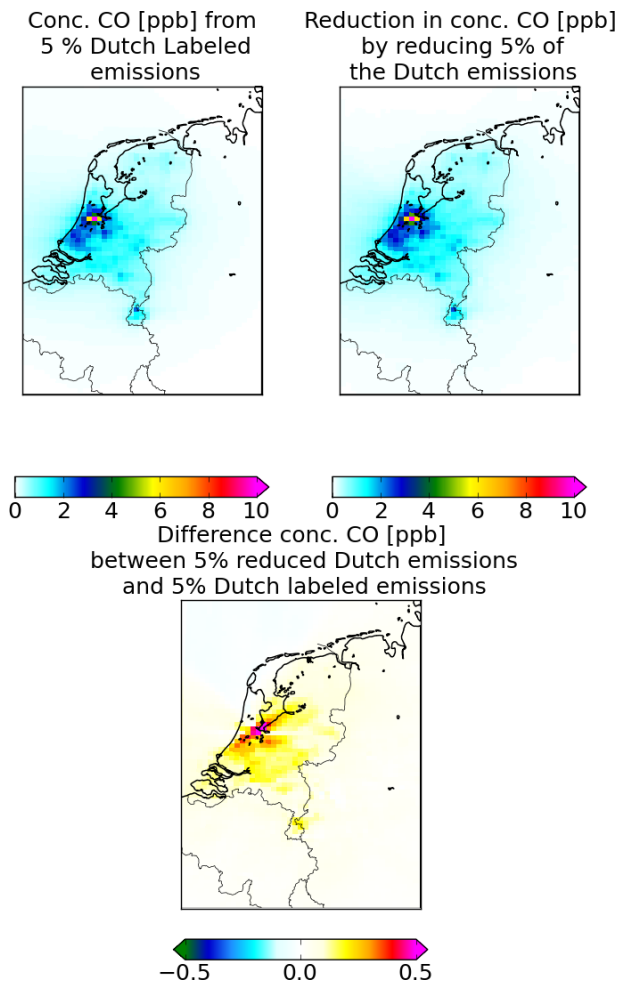 Conc. CO [ppb] from
5 % Dutch Labeled
emissions
Reduction in conc. CO [ppb]
by reducing 5% of
the Dutch emissions
0 2 4 6 8 10
0 2 4 6 8 10
Difference conc. CO [ppb]
between 5% reduced Dutch emissions
and 5% Dutch labeled emissions
−0.5 0.0 0.5